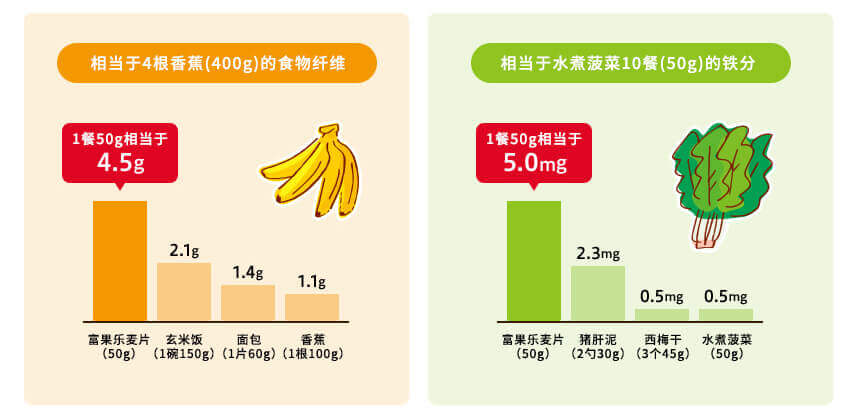 相当于4根香蕉(400g)的食物纤维
1餐50g相当于
4.5g
2.1g
1.4g
1.1g
富果乐麦片
（50g）
玄米饭
（1碗150g）
面包
（1片60g）
香蕉
（1根100g）
相当于水煮菠菜10餐(50g)的铁分
1餐50g相当于
5.0mg
2.3mg
0.5mg
0.5mg
富果乐麦片
（50g）
猪肝泥
（2勺30g）
西梅干
（3个45g）
水煮菠菜
（50g）